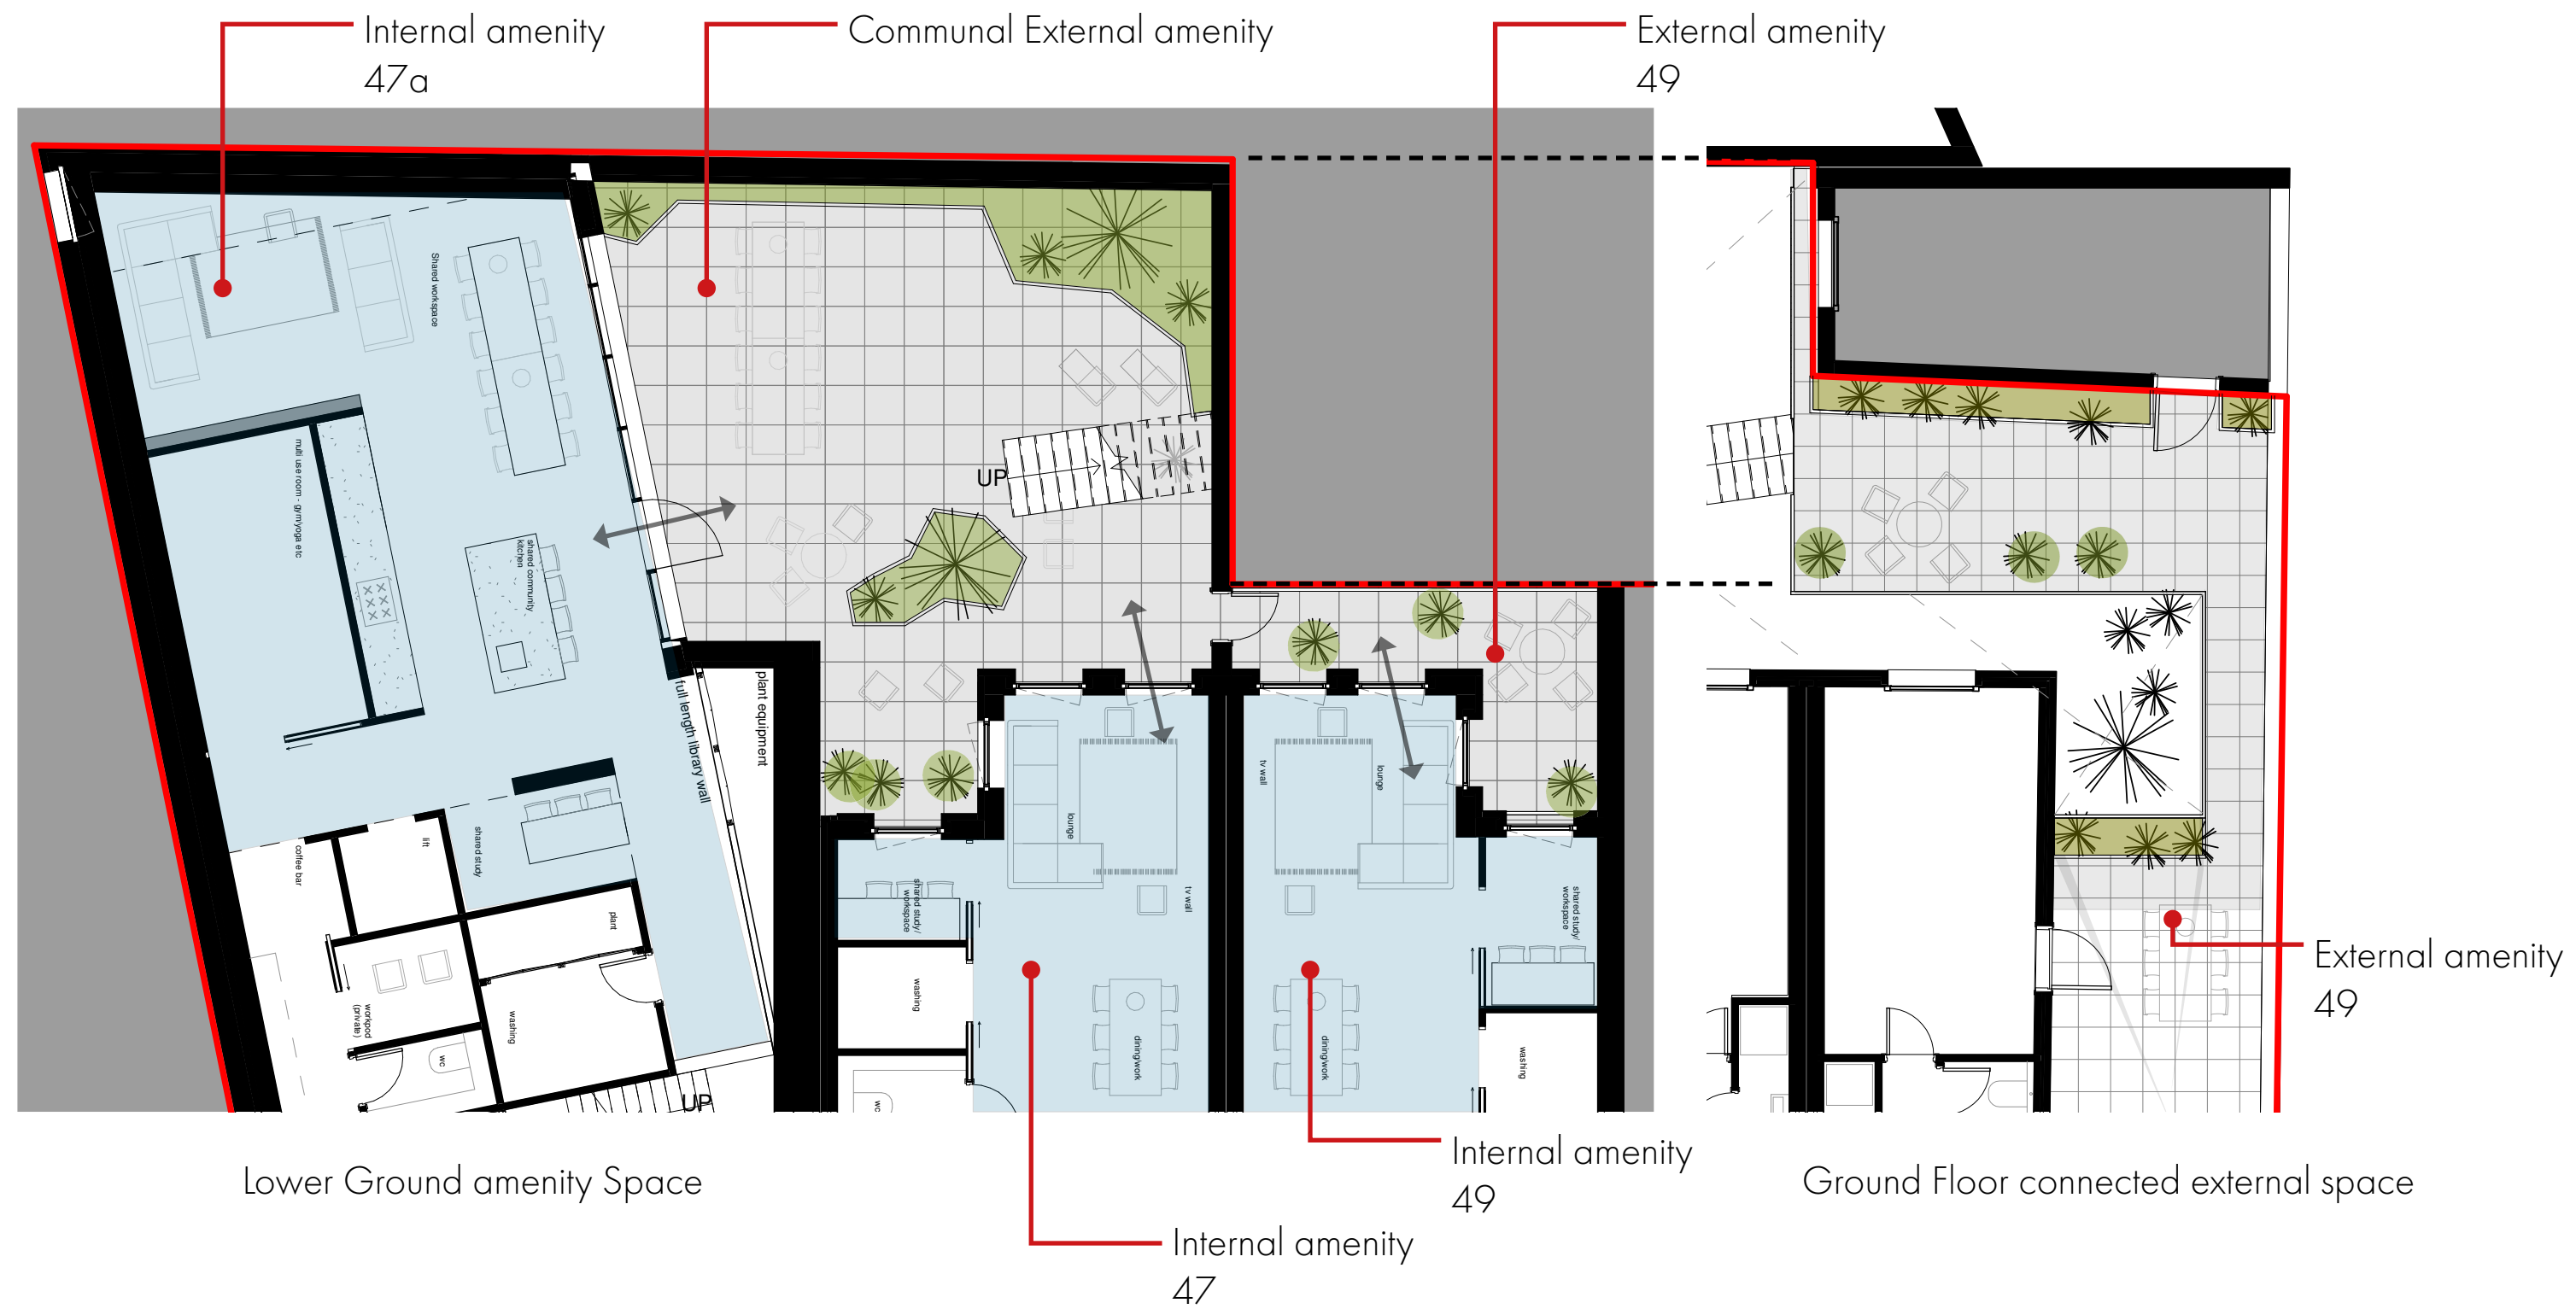 Internal amenity
47a
Communal External amenity
External amenity
49
Shared workspace
multi use room - gym/yoga etc
shared community
kitchen
UP
full length library wall
plant equipment
coffee bar
lift
shared study
plant
workpod
(private)
wc
washing
UP
lounge
tv wall
shared study/
workspace
washing
wc
dining/work
tv wall
lounge
shared study/
workspace
dining/work
washing
External amenity
49
Internal amenity
49
Internal amenity
47
Lower Ground amenity Space
Ground Floor connected external space